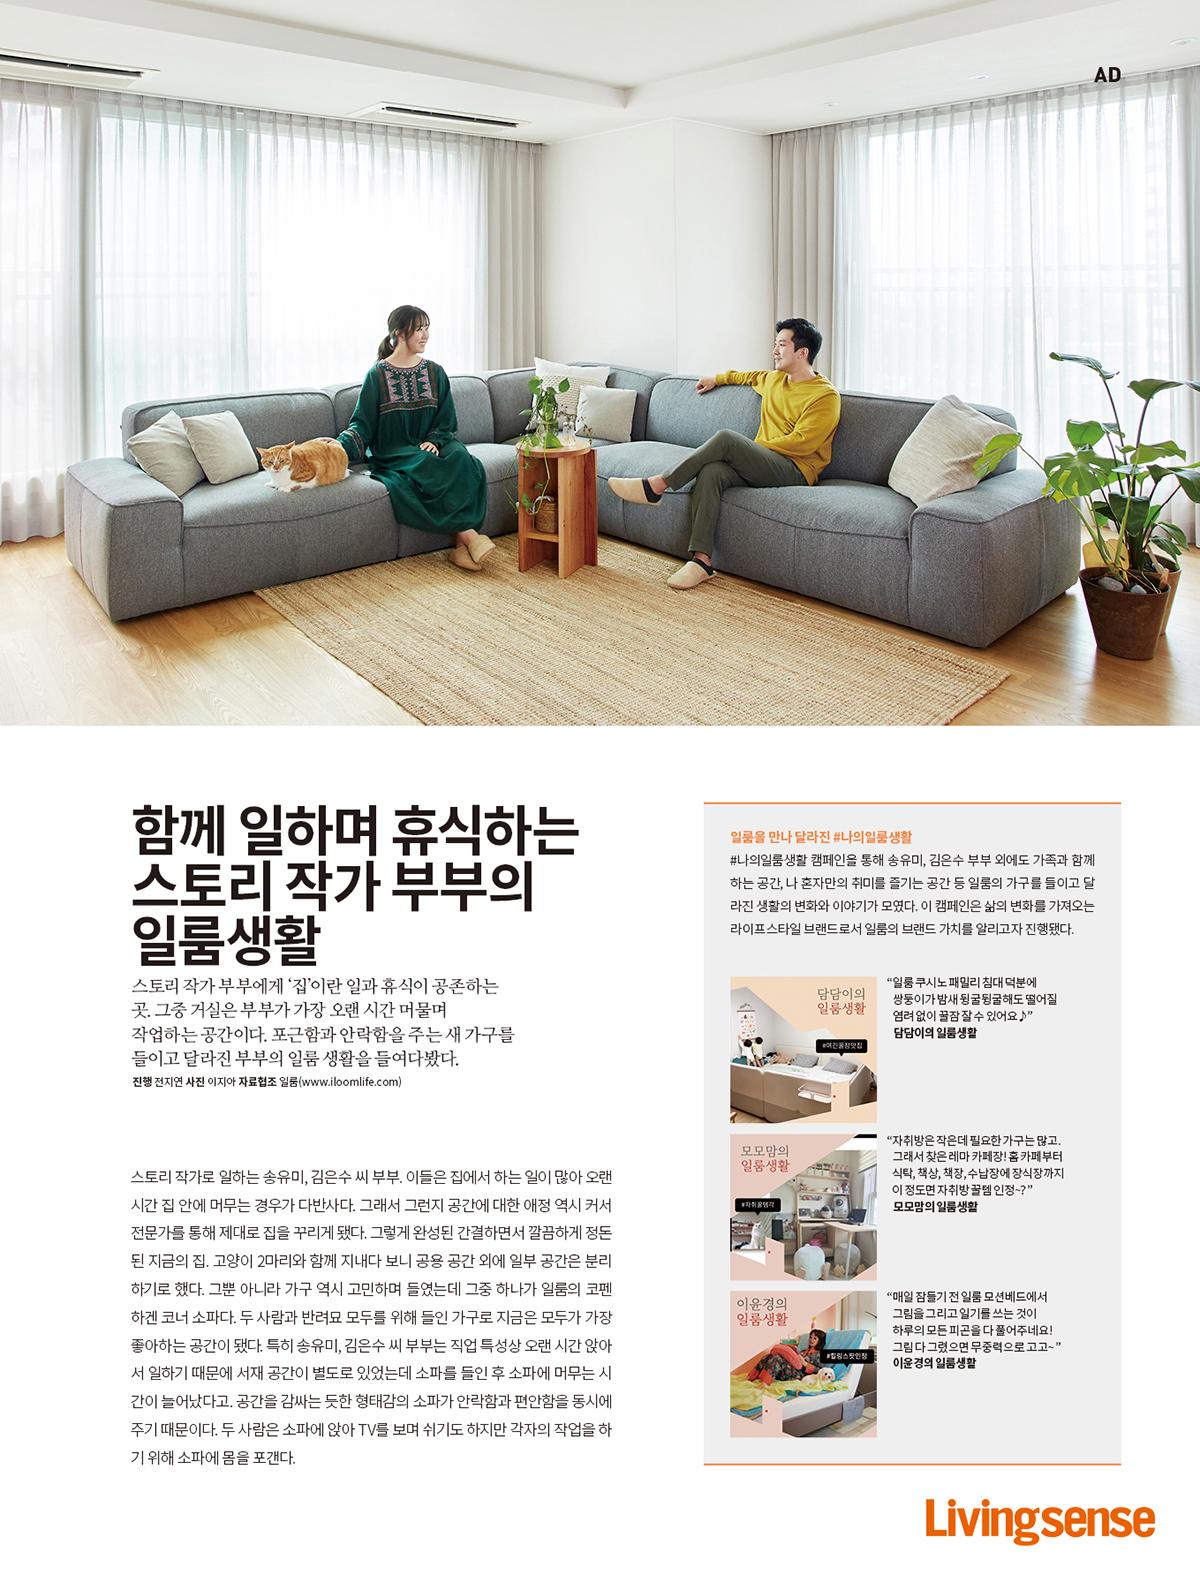 AD
함께 일하며 휴식하는
스토리 작가 부부의
일룸생활
스토리 작가 부부에게 ‘집’이란 일과 휴식이 공존하는
곳. 그중 거실은 부부가 가장 오랜 시간 머물며
작업하는 공간이다. 포근함과 안락함을 주는 새 가구를
들이고 달라진 부부의 일룸 생활을 들여다봤다.
진행 전지연 사진 이지아 자료협조 일룸(www.iloomlife.com)
스토리 작가로 일하는 송유미, 김은수 씨 부부. 이들은 집에서 하는 일이 많아 오랜
시간 집 안에 머무는 경우가 다반사다. 그래서 그런지 공간에 대한 애정 역시 커서
전문가를 통해 제대로 집을 꾸리게 됐다. 그렇게 완성된 간결하면서 깔끔하게 정돈
된 지금의 집. 고양이 2마리와 함께 지내다 보니 공용 공간 외에 일부 공간은 분리
하기로 했다. 그뿐 아니라 가구 역시 고민하며 들였는데 그중 하나가 일룸의 코펜
하겐 코너 소파다. 두 사람과 반려묘 모두를 위해 들인 가구로 지금은 모두가 가장
좋아하는 공간이 됐다. 특히 송유미, 김은수 씨 부부는 직업 특성상 오랜 시간 앉아
서 일하기 때문에 서재 공간이 별도로 있었는데 소파를 들인 후 소파에 머무는 시
간이 늘어났다고. 공간을 감싸는 듯한 형태감의 소파가 안락함과 편안함을 동시에
주기 때문이다. 두 사람은 소파에 앉아 TV를 보며 쉬기도 하지만 각자의 작업을 하
기 위해 소파에 몸을 포갠다.
일룸을 만나 달라진 #나의일룸생활
#나의일룸생활 캠페인을 통해 송유미, 김은수 부부 외에도 가족과 함께
하는 공간, 나 혼자만의 취미를 즐기는 공간 등 일룸의 가구를 들이고 달
라진 생활의 변화와 이야기가 모였다. 이 캠페인은 삶의 변화를 가져오는
라이프스타일 브랜드로서 일룸의 브랜드 가치를 알리고자 진행됐다.
담담이의
일룸생활
#여긴꿀잠맛집
“일룸 쿠시노 패밀리 침대 덕분에
쌍둥이가 밤새 뒹굴뒹굴해도 떨어질
염려 없이 꿀잠 잘 수 있어요♪”
담담이의 일룸생활
모모맘의
일룸생활
#자취꿀템각
“자취방은 작은데 필요한 가구는 많고.
그래서 찾은 레마 카페장! 홈 카페부터
식탁, 책상, 책장, 수납장에 장식장까지
이 정도면 자취방 꿀템 인정~?”
모모맘의 일룸생활
이윤경의
일룸생활
#힐링스팟인정
“매일 잠들기 전 일룸 모션베드에서
그림을 그리고 일기를 쓰는 것이
하루의 모든 피곤을 다 풀어주네요!
그림 다 그렸으면 무중력으로 고고~”
이윤경의 일룸생활
Livingsense